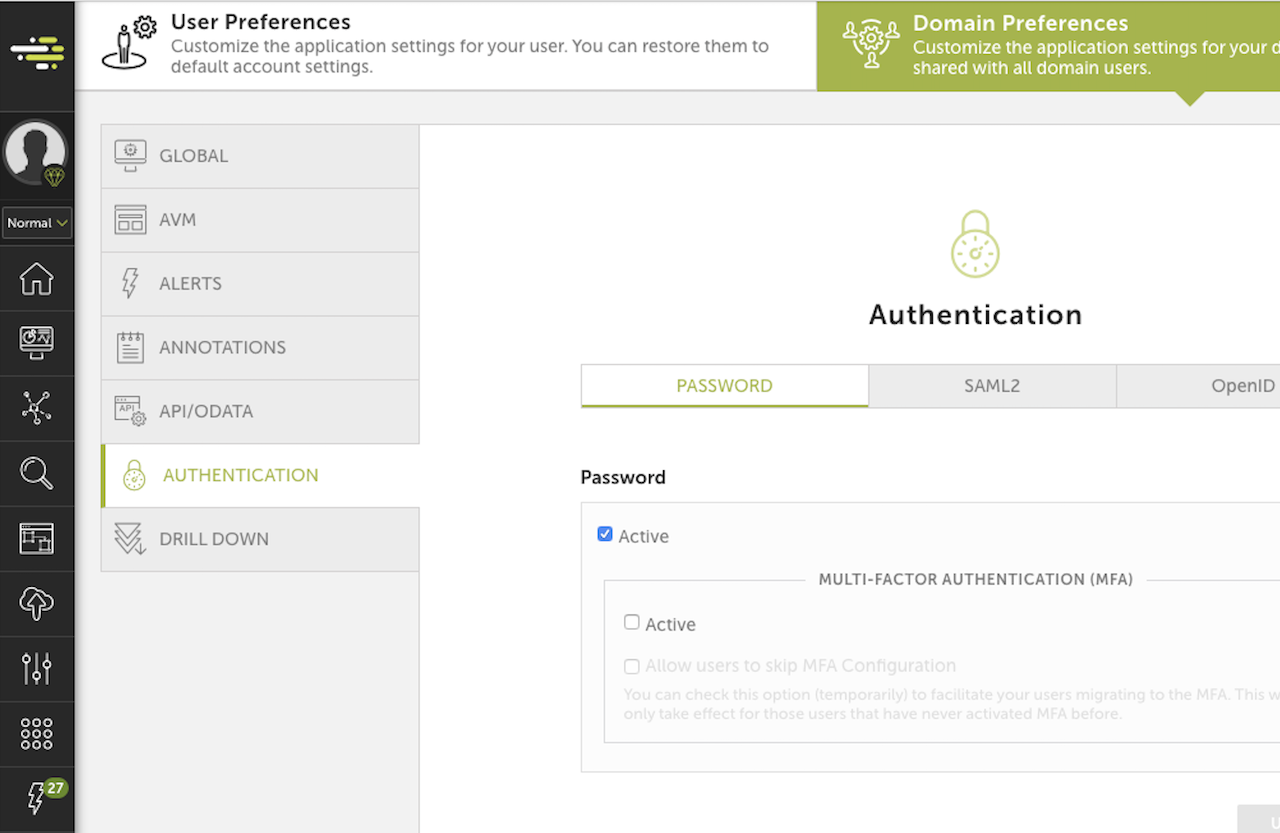 User Preferences
Customize the application settings for your user. You can restore them to
default account settings.
Domain Preferences
Customize the application settings for your
shared with all domain users.
Normal
GLOBAL
AVM
ALERTS
ANNOTATIONS
API/ODATA
API
AUTHENTICATION
DRILL DOWN
27
Authentication
PASSWORD
SAML2
OpenID
Password
Active
MULTI-FACTOR AUTHENTICATION (MFA)
Active
Allow users to skip MFA Configuration
You can check this option (temporarily) to facilitate your users migrating to the MFA. This
only take effect for those users that have never activated MFA before.